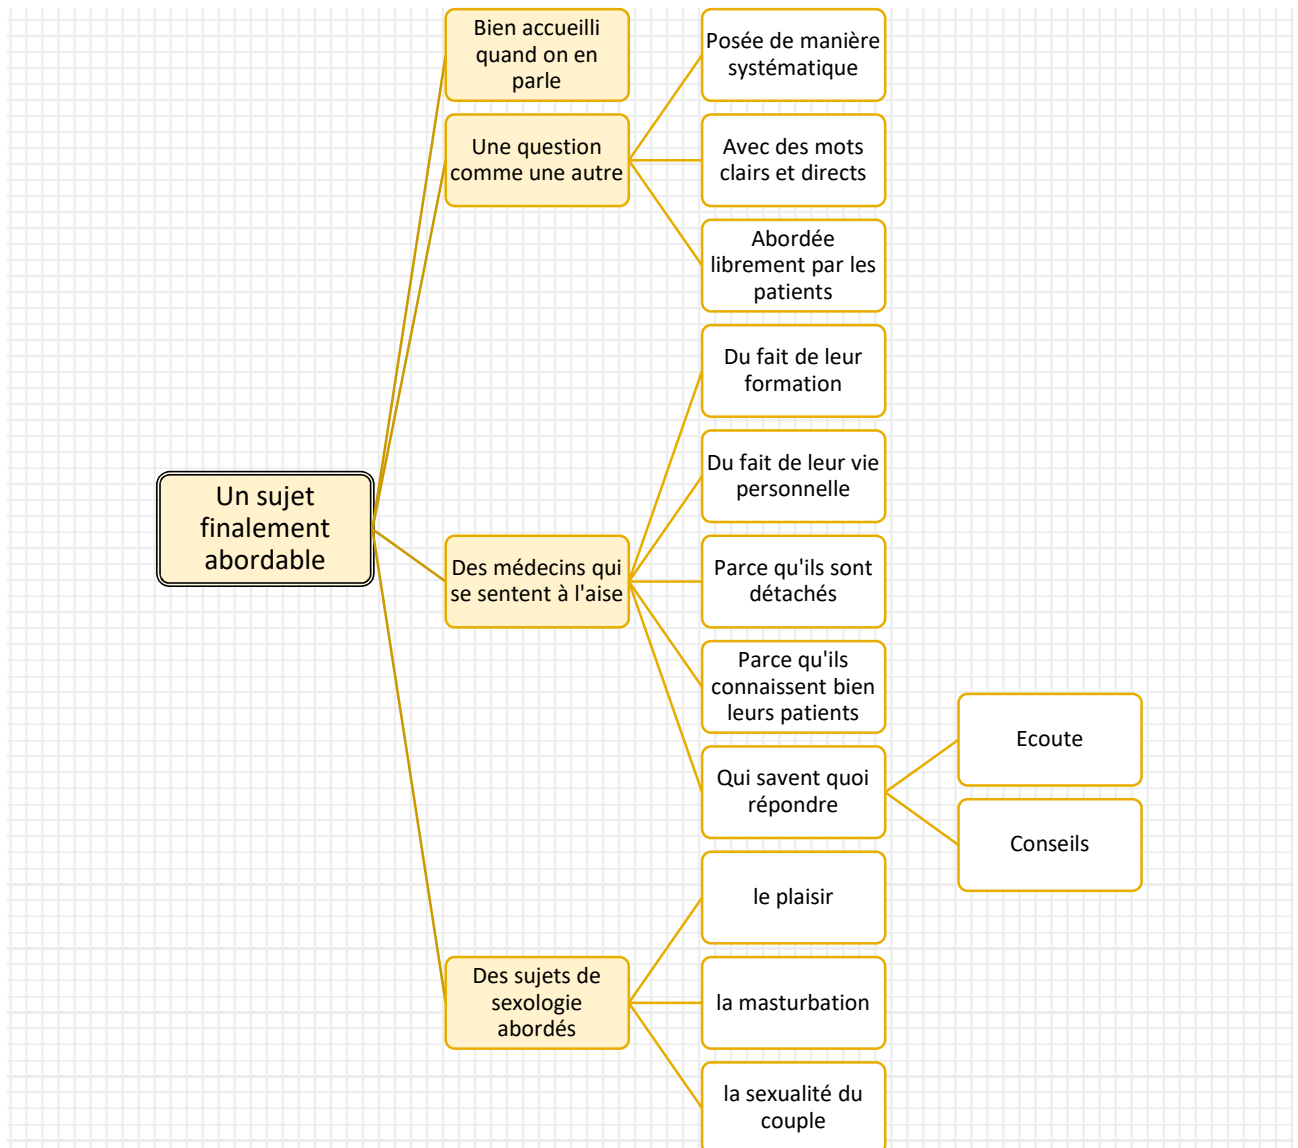 Un sujet
finalement
abordable
Bien accueilli
quand on en
parle
Une question
comme une autre
Posée de manière
systématique
Avec des mots
clairs et directs
Abordée
librement par les
patients
Des médecins qui
se sentent à l'aise
Du fait de leur
formation
Du fait de leur vie
personnelle
Parce qu'ils sont
détachés
Parce qu'ils
connaissent bien
leurs patients
Qui savent quoi
répondre
Ecoute
Conseils
Des sujets de
sexologie
abordés
le plaisir
la masturbation
la sexualité du
couple